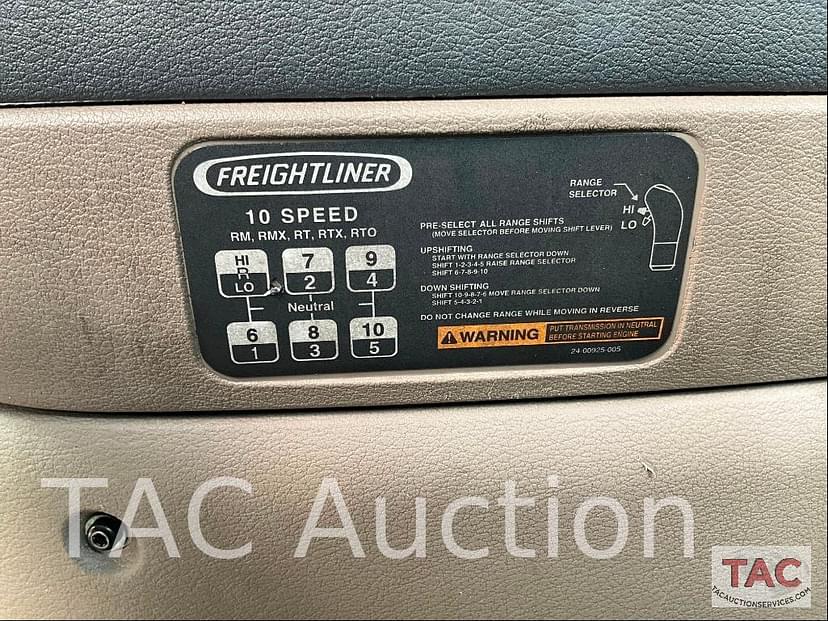 FREIGHTLINER
10 SPEED
RM, RMX, RT, RTX, RTO
HI
R
LO
7
2
9
4
Neutral
6
1
8
3
10
5
RANGE
SELECTOR
HI
LO
PRE-SELECT ALL RANGE SHIFTS
(MOVE SELECTOR BEFORE MOVING SHIFT LEVER)
UPSHIFTING
START WITH RANGE SELECTOR DOWN
SHIFT 1-2-3-4-5 RAISE RANGE SELECTOR
SHIFT 6-7-8-9-10
DOWN SHIFTING
SHIFT 10-9-8-7-6 MOVE RANGE SELECTOR DOWN
SHIFT 5-4-3-2-1
DO NOT CHANGE RANGE WHILE MOVING IN REVERSE
WARNING
PUT TRANSMISSION IN NEUTRAL
BEFORE STARTING ENGINE
24-00925-005
TAC Auction
TAC
TACAUCTIONSERVICES.COM